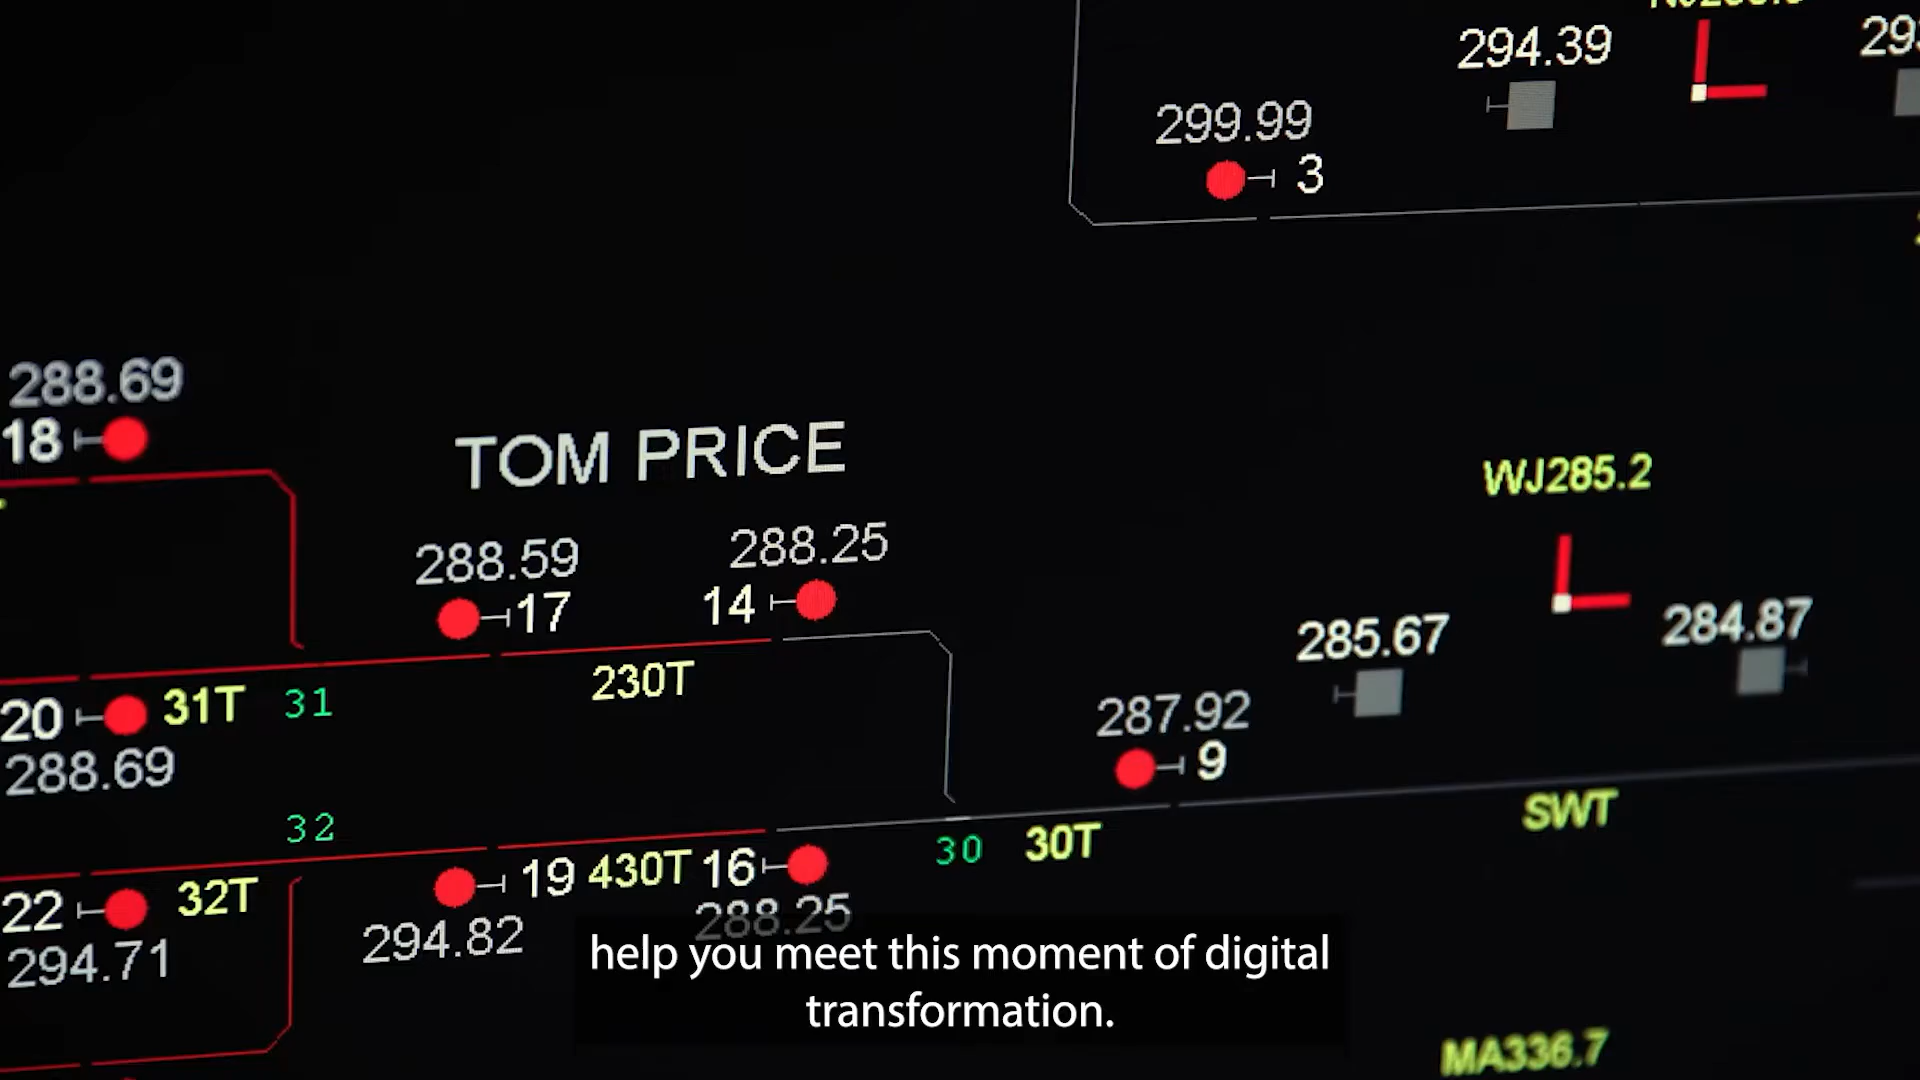 294.39
299.99
3
288.69
18
TOM PRICE
WJ285.2
288.59
288.25
17
14
285.67
284.87
230T
287.92
20
31T
31
9
288.69
SWT
32
30
30T
19
430T
16
22
32T
288.25
294.82
294.71
help you meet this moment of digital
transformation.
MA336.7